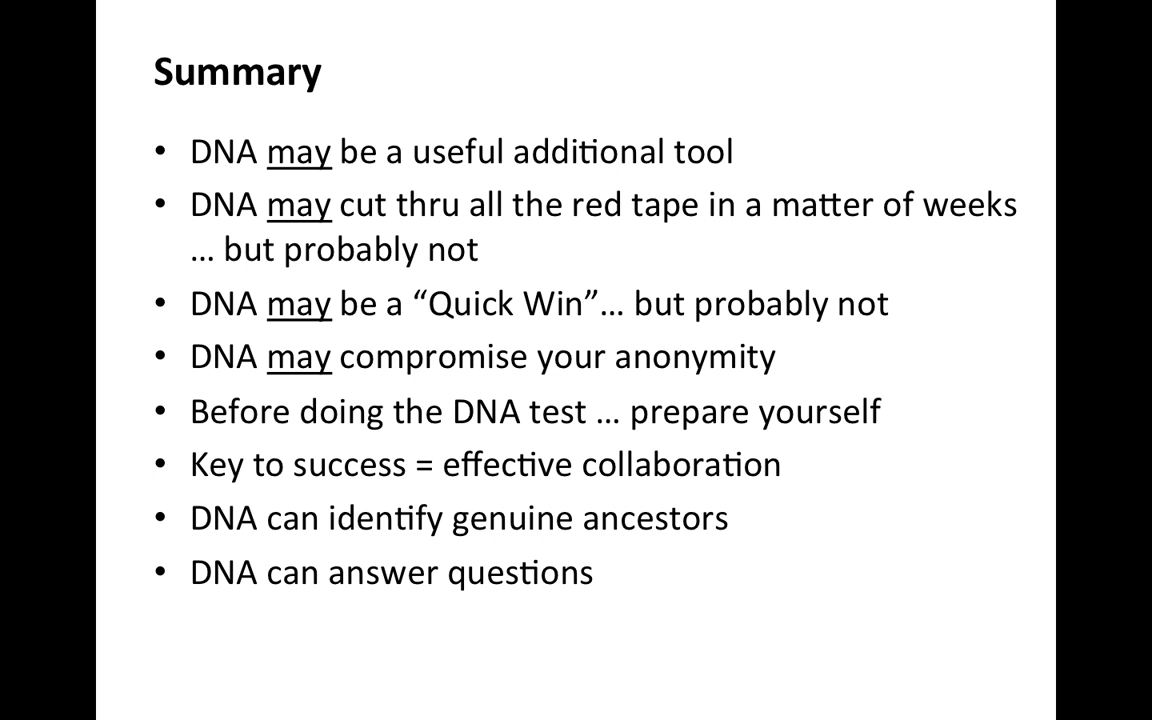 Summary
• DNA may be a useful additional tool
• DNA may cut thru all the red tape in a matter of weeks
… but probably not
• DNA may be a “Quick Win”… but probably not
• DNA may compromise your anonymity
• Before doing the DNA test … prepare yourself
• Key to success = effective collaboration
• DNA can identify genuine ancestors
• DNA can answer questions